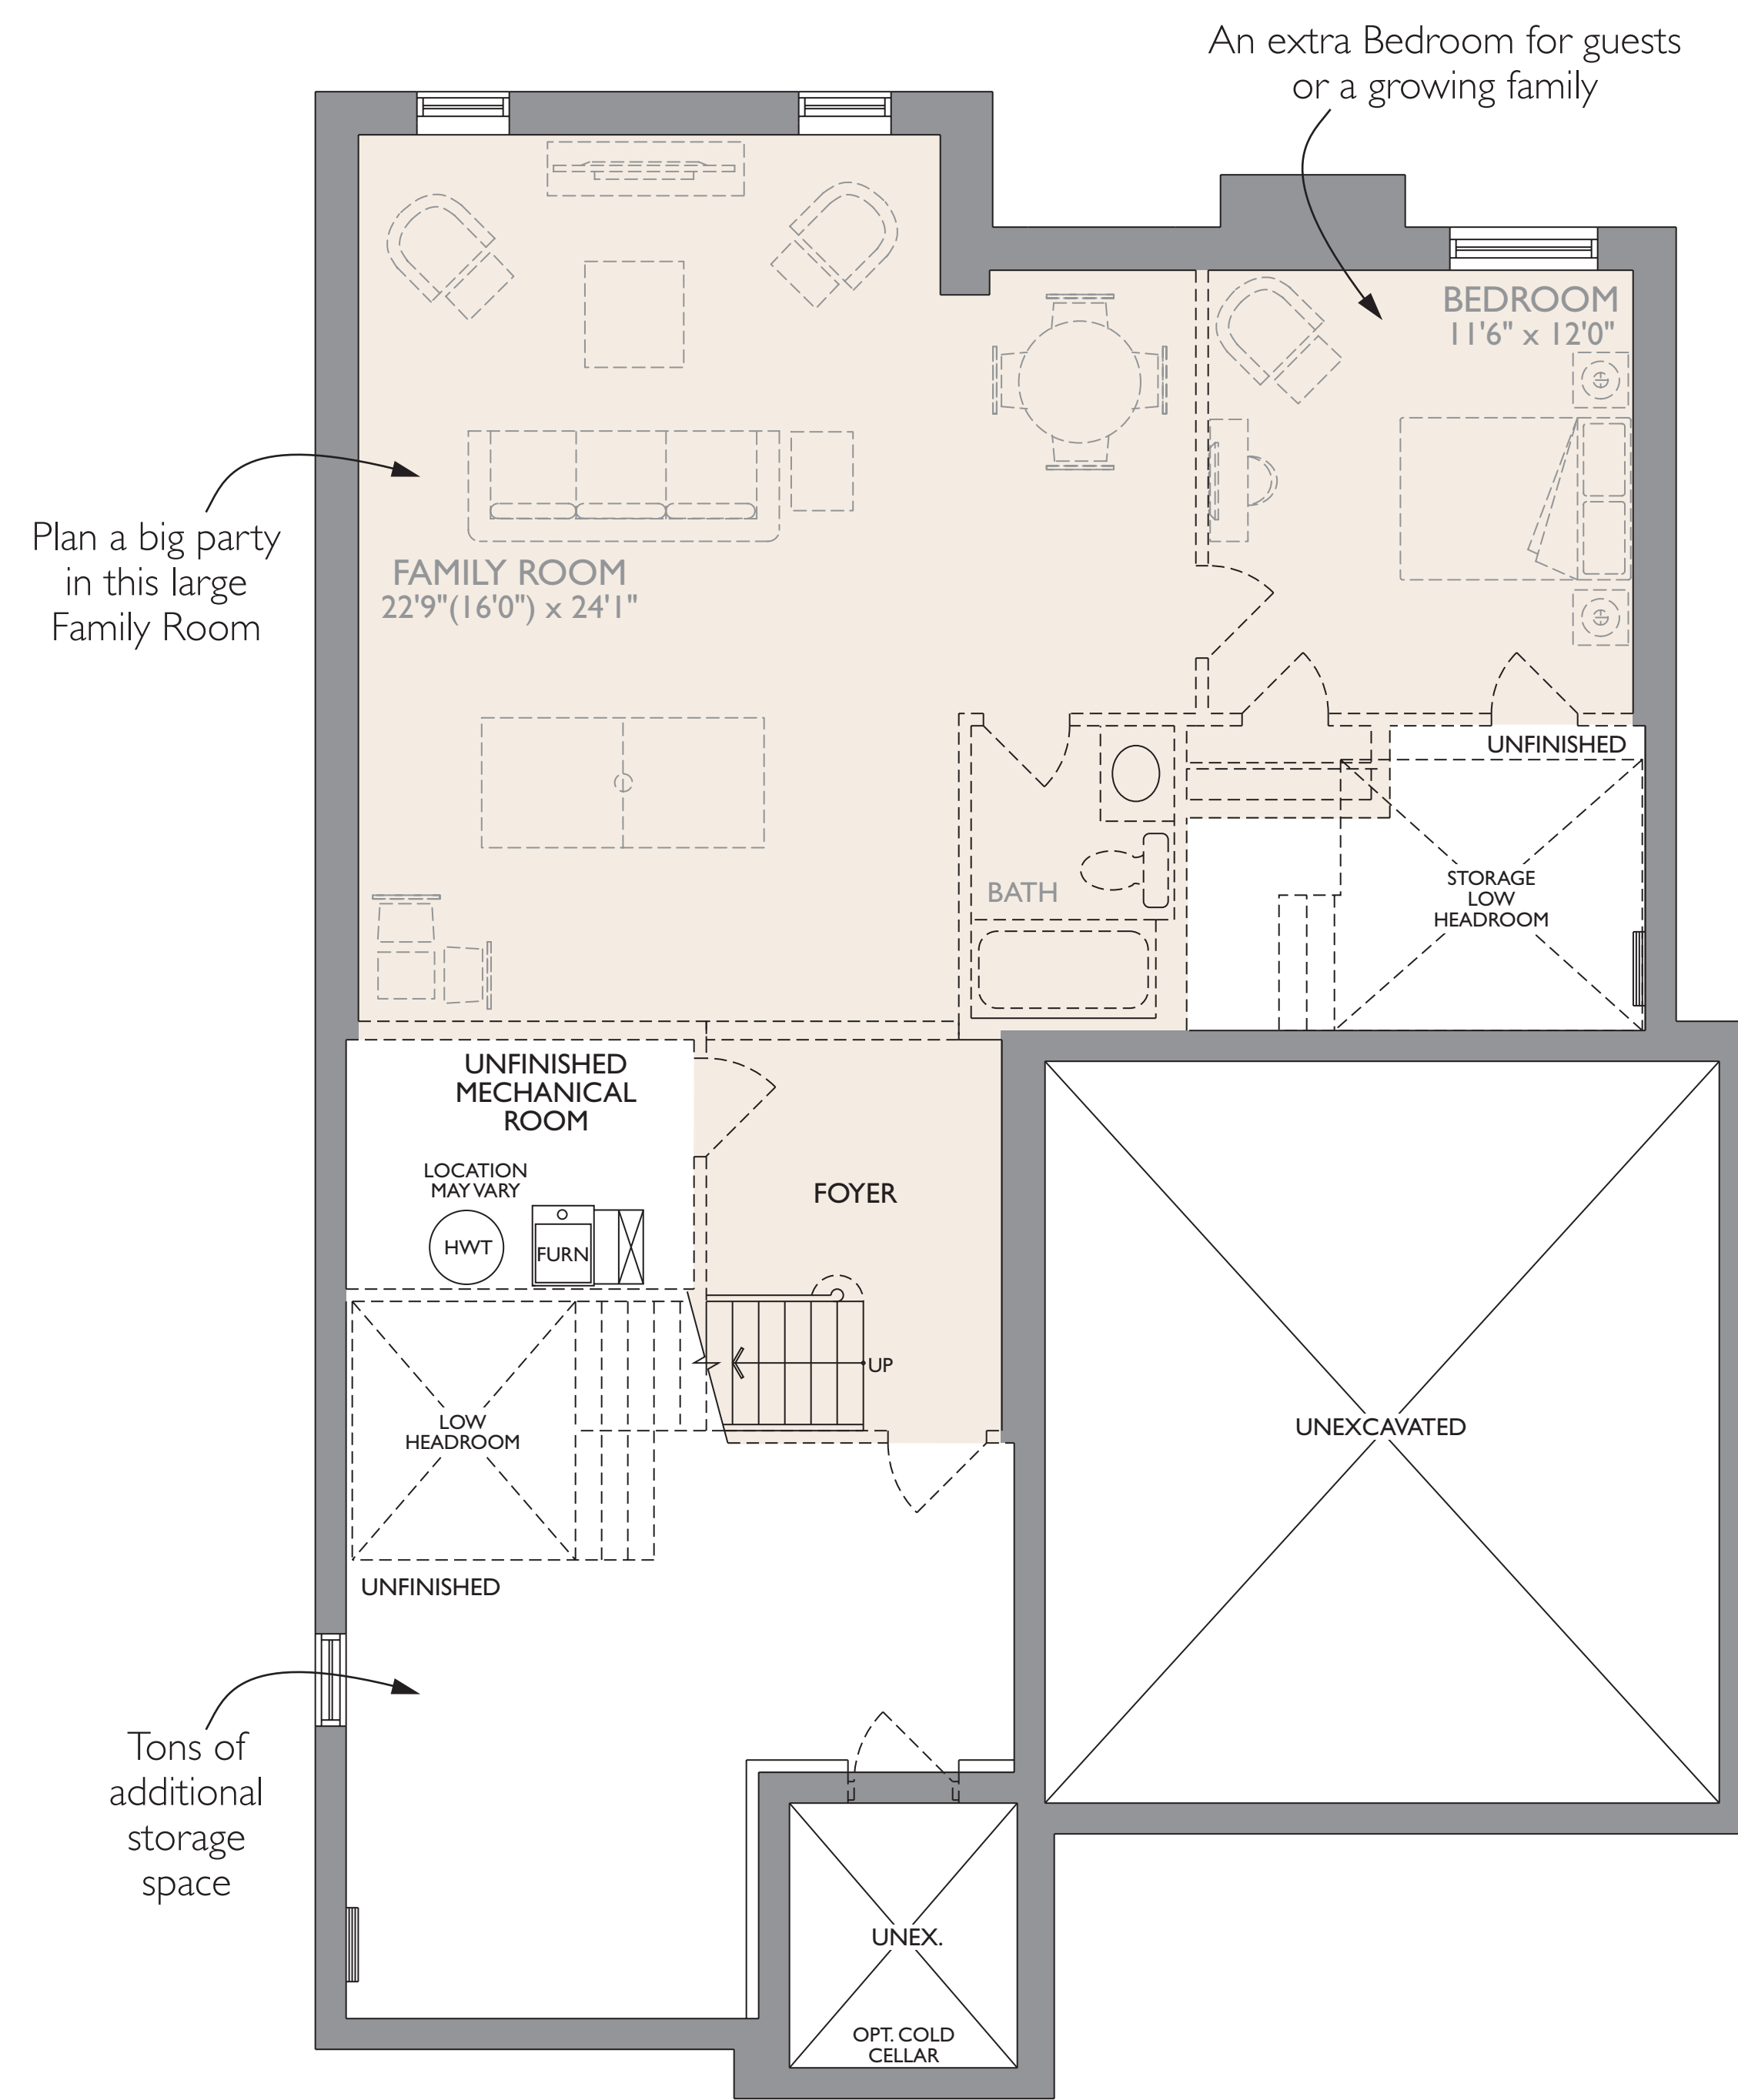 An extra Bedroom for guests
or a growing family
BEDROOM
11'6" x 12'0"
Plan a big party
in this large
Family Room
FAMILY ROOM
22'9"(16'0") x 24'1"
UNFINISHED
BATH
STORAGE
LOW
HEADROOM
UNFINISHED
MECHANICAL
ROOM
LOCATION
MAY VARY
HWT
FURN
FOYER
UP
LOW
HEADROOM
UNEXCAVATED
UNFINISHED
Tons of
additional
storage
space
UNEX.
OPT. COLD
CELLAR